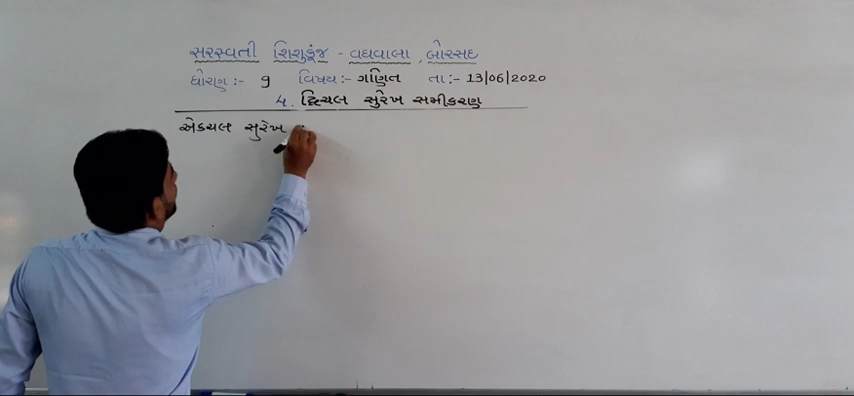 સરસ્વતી શિશુકૂંજ - વઘવાલા , બોરસદ
ધોરણ :- 9 વિષય :- ગણિત તા :- 13/06/2020
4. દ્વિચલ સુરેખ સમીકરણ
એકચલ સુરેખ